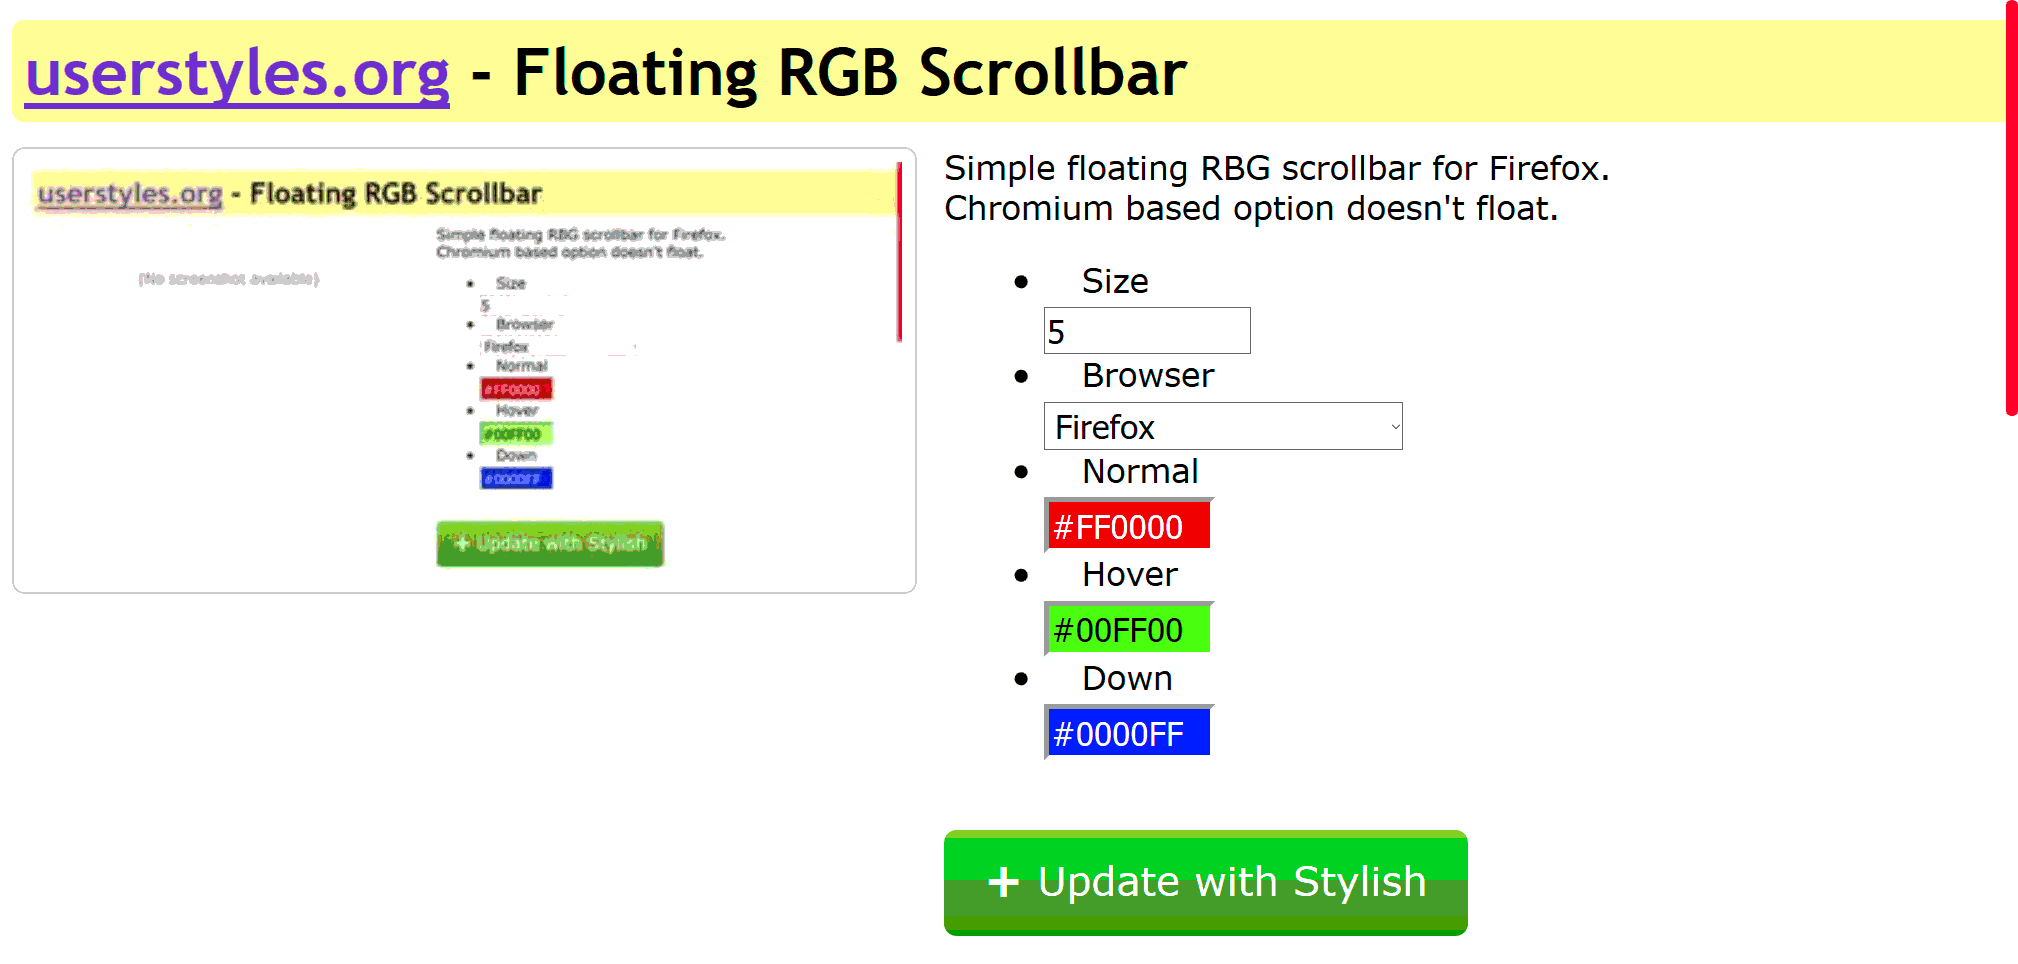 userstyles.org - Floating RGB Scrollbar
userstyles.org - Floating RGB Scrollbar
Simple floating RBG scrollbar for Firefox.
Chromium based option doesn't float.
(No screenshot available)
Size
5
Browser
Firefox
Normal
#FF0000
Hover
#00FF00
Down
#0000FF
+ Update with Stylish
Simple floating RBG scrollbar for Firefox.
Chromium based option doesn't float.
Size
5
Browser
Firefox
Normal
#FF0000
Hover
#00FF00
Down
#0000FF
+ Update with Stylish